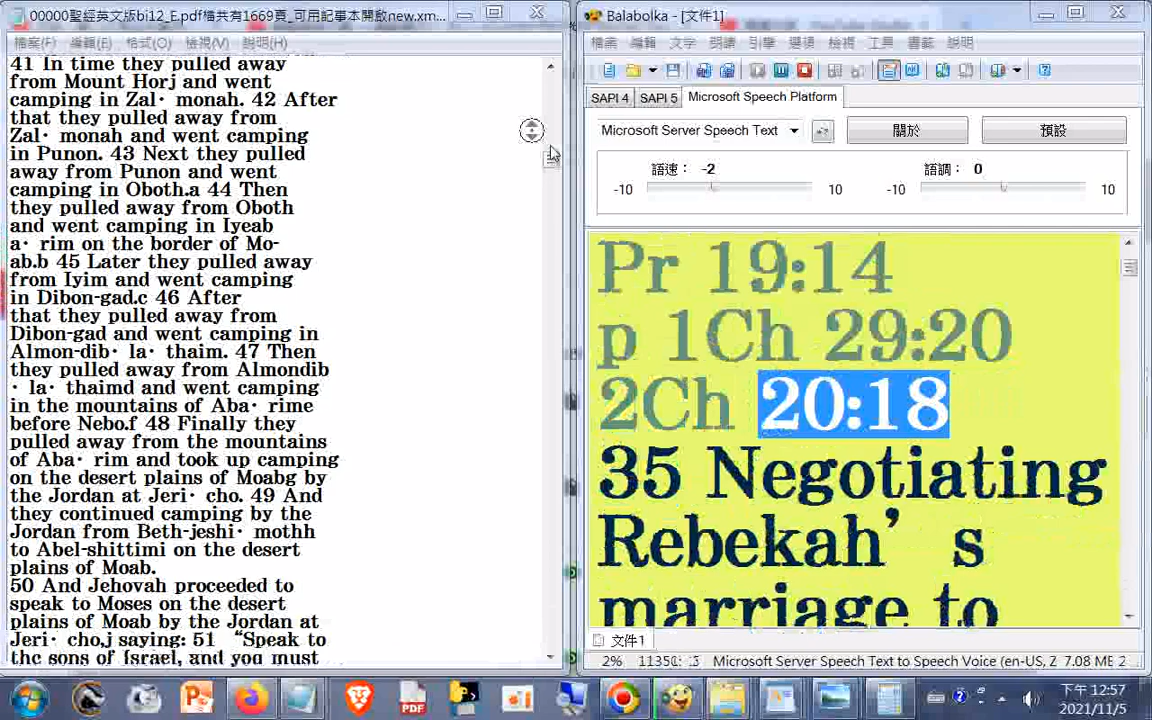 00000聖經英文版bi12_E.pdf檔共有1669頁_可用記事本開啟new.xm...
檔案(F) 編輯(E) 格式(O) 檢視(V) 說明(H)
41 In time they pulled away
from Mount Horj and went
camping in Zal· monah. 42 After
that they pulled away from
Zal· monah and went camping
in Punon. 43 Next they pulled
away from Punon and went
camping in Oboth.a 44 Then
they pulled away from Oboth
and went camping in Iyeab
a· rim on the border of Mo-
ab.b 45 Later they pulled away
from Iyim and went camping
in Dibon-gad.c 46 After
that they pulled away from
Dibon-gad and went camping in
Almon-dib· la· thaim. 47 Then
they pulled away from Almondib
· la· thaimd and went camping
in the mountains of Aba· rime
before Nebo.f 48 Finally they
pulled away from the mountains
of Aba· rim and took up camping
on the desert plains of Moabg by
the Jordan at Jeri· cho. 49 And
they continued camping by the
Jordan from Beth-jeshi· mothh
to Abel-shittimi on the desert
plains of Moab.
50 And Jehovah proceeded to
speak to Moses on the desert
plains of Moab by the Jordan at
Jeri· cho,j saying: 51 “Speak to
the sons of Israel, and you must
Balabolka - [文件1]
檔案 編輯 文字 朗讀 引擎 選項 檢視 工具 書籤 說明
SAPI 4 SAPI 5 Microsoft Speech Platform
Microsoft Server Speech Text 關於 預設
語速： -2 語調： 0
-10 10 -10 10
Pr 19:14
p 1Ch 29:20
2Ch 20:18
35 Negotiating
Rebekah’ s
marriage to
文件1
2% Microsoft Server Speech Text to Speech Voice (en-US, Z 7.08 MB 2
PDF
下午 12:57
2021/11/5